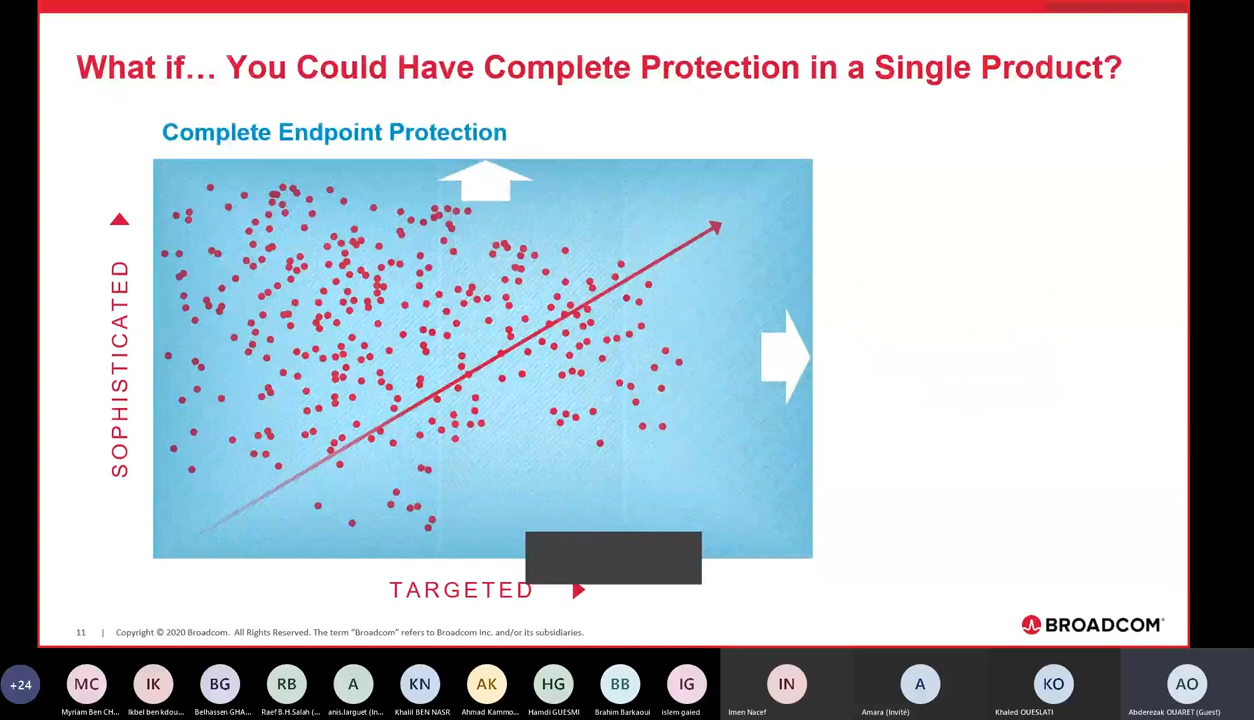 What if... You Could Have Complete Protection in a Single Product?
Complete Endpoint Protection
SOPHISTICATED
TARGETED
11 | Copyright © 2020 Broadcom. All Rights Reserved. The term “Broadcom” refers to Broadcom Inc. and/or its subsidiaries.
BROADCOM
+24 MC IK BG RB A KN AK HG BB IG IN A KO AO
Myriam Ben CH... Ikbel ben kdou... Belhassen GHA... Raef B.H.Salah (... anis.larguet (In... Khalil BEN NASR Ahmad Kammo... Hamdi GUESMI Brahim Barkaoui islem gaied Imen Nacef Amara (Invité) Khaled OUESLATI Abderezak OUARET (Guest)